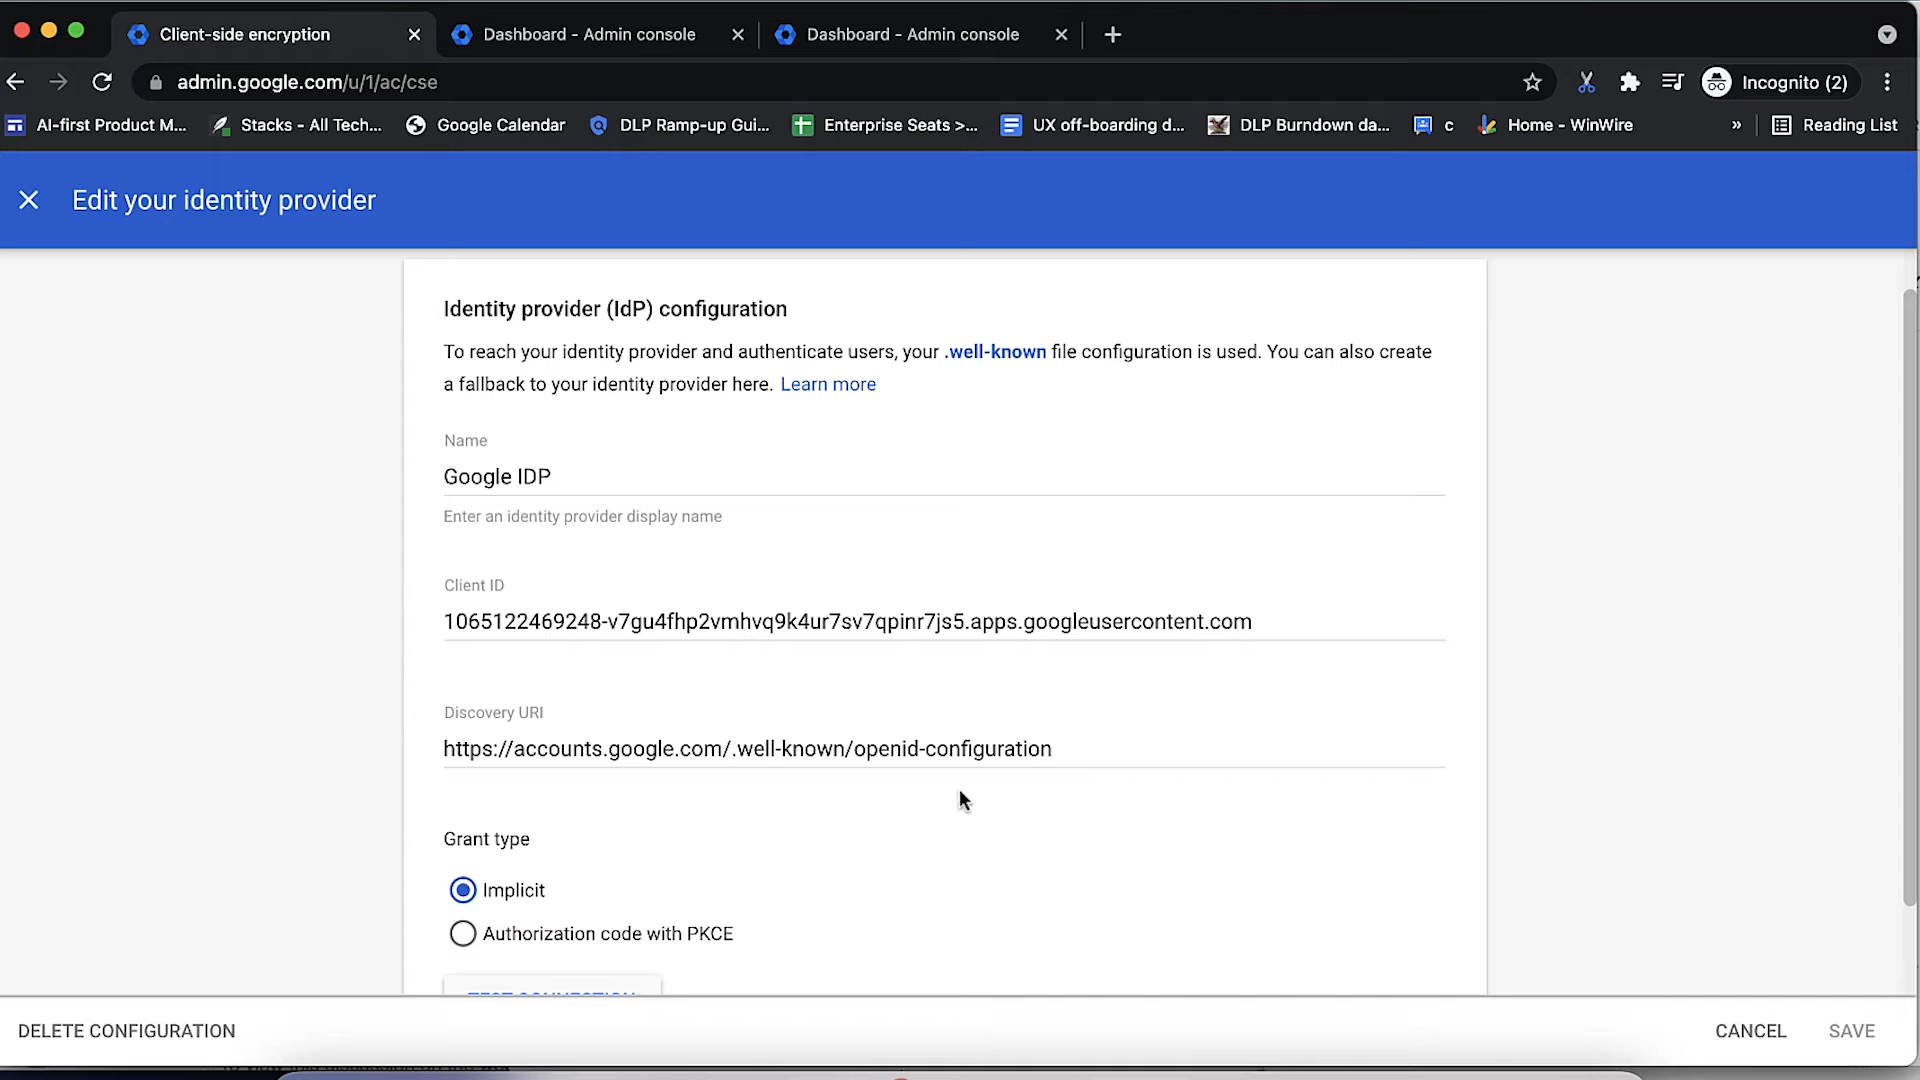 Client-side encryption
Dashboard - Admin console
Dashboard - Admin console
admin.google.com/u/1/ac/cse
Incognito (2)
AI-first Product M...
Stacks - All Tech...
Google Calendar
DLP Ramp-up Gui...
Enterprise Seats >...
UX off-boarding d...
DLP Burndown da...
c
Home - WinWire
»
Reading List
Edit your identity provider
Identity provider (IdP) configuration
To reach your identity provider and authenticate users, your .well-known file configuration is used. You can also create
a fallback to your identity provider here. Learn more
Name
Google IDP
Enter an identity provider display name
Client ID
1065122469248-v7gu4fhp2vmhvq9k4ur7sv7qpinr7js5.apps.googleusercontent.com
Discovery URI
https://accounts.google.com/.well-known/openid-configuration
Grant type
Implicit
Authorization code with PKCE
TEST CONNECTION
DELETE CONFIGURATION
CANCEL
SAVE